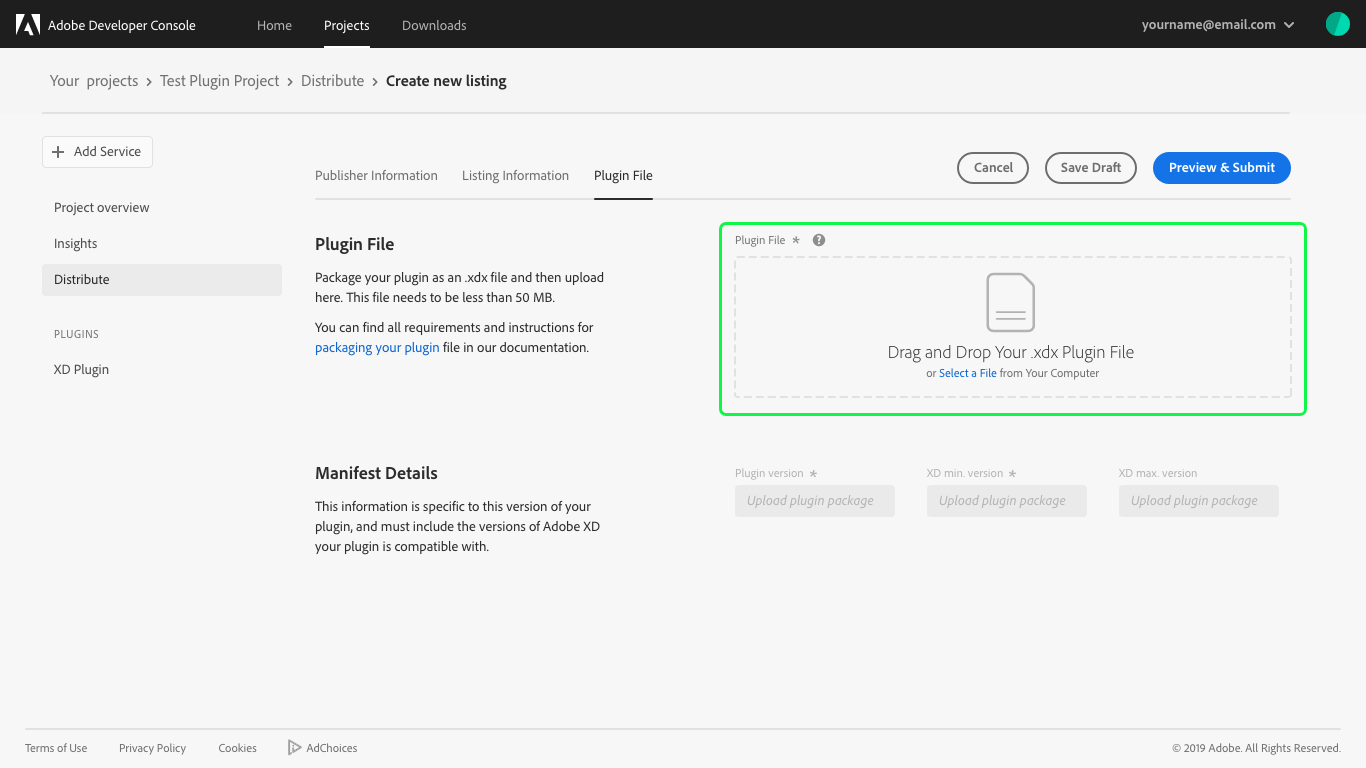 Adobe Developer Console
Home
Projects
Downloads
yourname@email.com
Your projects > Test Plugin Project > Distribute > Create new listing
+ Add Service
Project overview
Insights
Distribute
PLUGINS
XD Plugin
Publisher Information
Listing Information
Plugin File
Cancel
Save Draft
Preview & Submit
Plugin File
Package your plugin as an .xdx file and then upload
here. This file needs to be less than 50 MB.
You can find all requirements and instructions for
packaging your plugin file in our documentation.
Plugin File * ?
Drag and Drop Your .xdx Plugin File
or Select a File from Your Computer
Manifest Details
This information is specific to this version of your
plugin, and must include the versions of Adobe XD
your plugin is compatible with.
Plugin version *
Upload plugin package
XD min. version *
Upload plugin package
XD max. version
Upload plugin package
Terms of Use
Privacy Policy
Cookies
AdChoices
© 2019 Adobe. All Rights Reserved.